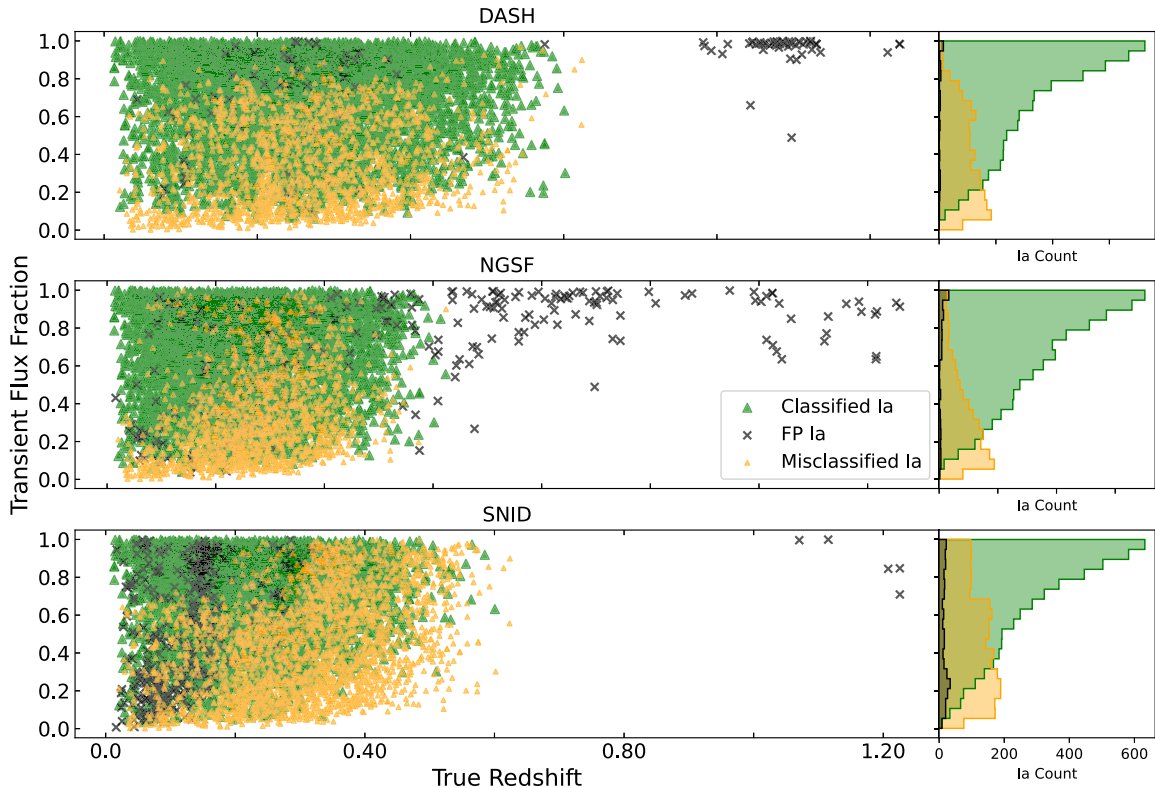 DASH
1.0
0.8
0.6
0.4
0.2
0.0
Ia Count
NGSF
1.0
0.8
0.6
0.4
0.2
0.0
Classified Ia
FP Ia
Misclassified Ia
Ia Count
Transient Flux Fraction
SNID
1.0
0.8
0.6
0.4
0.2
0.0
0.0 0.40 0.80 1.20
True Redshift
0 200 400 600
Ia Count